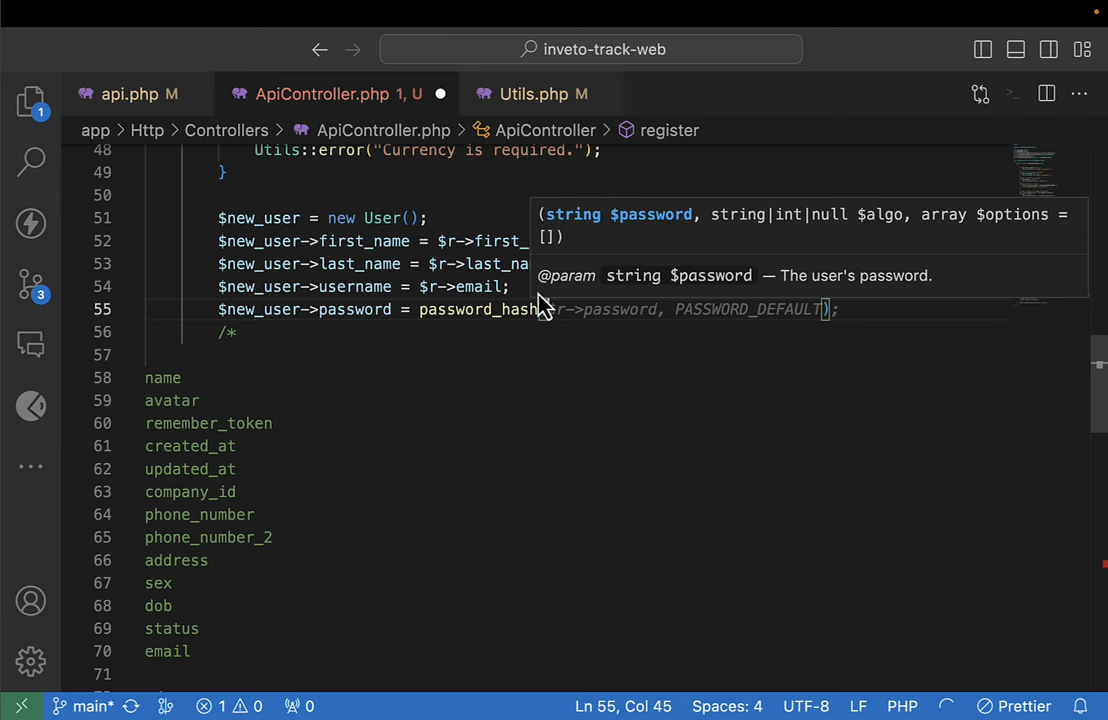 inveto-track-web
api.php M
ApiController.php 1, U
Utils.php M
app > Http > Controllers > ApiController.php > ApiController > register
48 Utils::error("Currency is required.");
49 }
50
51 $new_user = new User();
52 $new_user->first_name = $r->first_
53 $new_user->last_name = $r->last_na
54 $new_user->username = $r->email;
55 $new_user->password = password_hash r->password, PASSWORD_DEFAULT);
(string $password, string|int|null $algo, array $options =
[])
@param string $password — The user's password.
56 /*
57
58 name
59 avatar
60 remember_token
61 created_at
62 updated_at
63 company_id
64 phone_number
65 phone_number_2
66 address
67 sex
68 dob
69 status
70 email
71
1
3
main*
1 0
0
Ln 55, Col 45
Spaces: 4
UTF-8
LF
PHP
Prettier